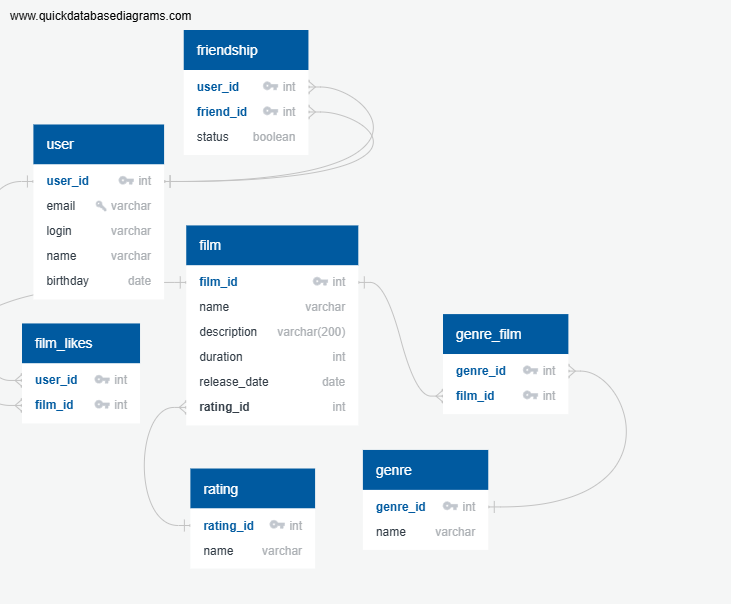 www.quickdatabasediagrams.com
friendship
user_id int
friend_id int
status boolean
user
user_id int
email varchar
login varchar
name varchar
birthday date
film
film_id int
name varchar
description varchar(200)
duration int
release_date date
rating_id int
genre_film
genre_id int
film_id int
film_likes
user_id int
film_id int
genre
genre_id int
name varchar
rating
rating_id int
name varchar